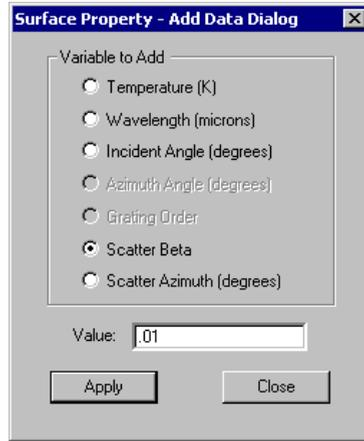 Surface Property - Add Data Dialog
Variable to Add
Temperature (K)
Wavelength (microns)
Incident Angle (degrees)
Azimuth Angle (degrees)
Grating Order
Scatter Beta
Scatter Azimuth (degrees)
Value: .01
Apply Close